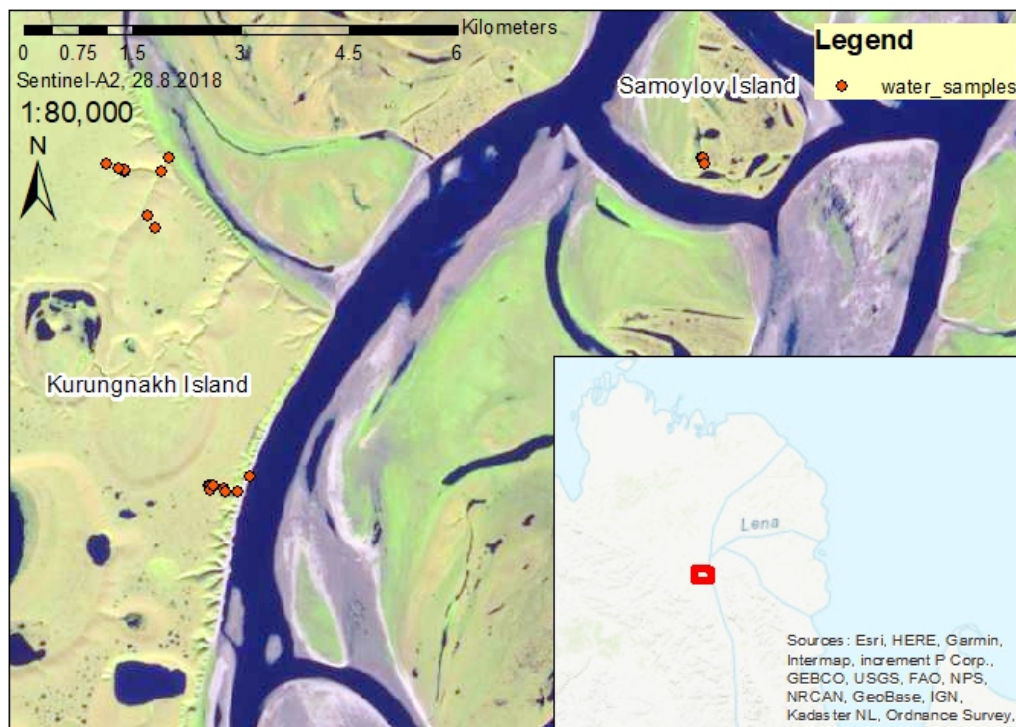 Kilometers
0 0.75 1.5 3 4.5 6
Sentinel-A2, 28.8.2018
1:80,000
N
Samoylov Island
Legend
water_samples
Kurungnakh Island
Lena
Sources: Esri, HERE, Garmin,
Intermap, increment P Corp.,
GEBCO, USGS, FAO, NPS,
NRCAN, GeoBase, IGN,
Kadaster NL, Ordnance Survey,